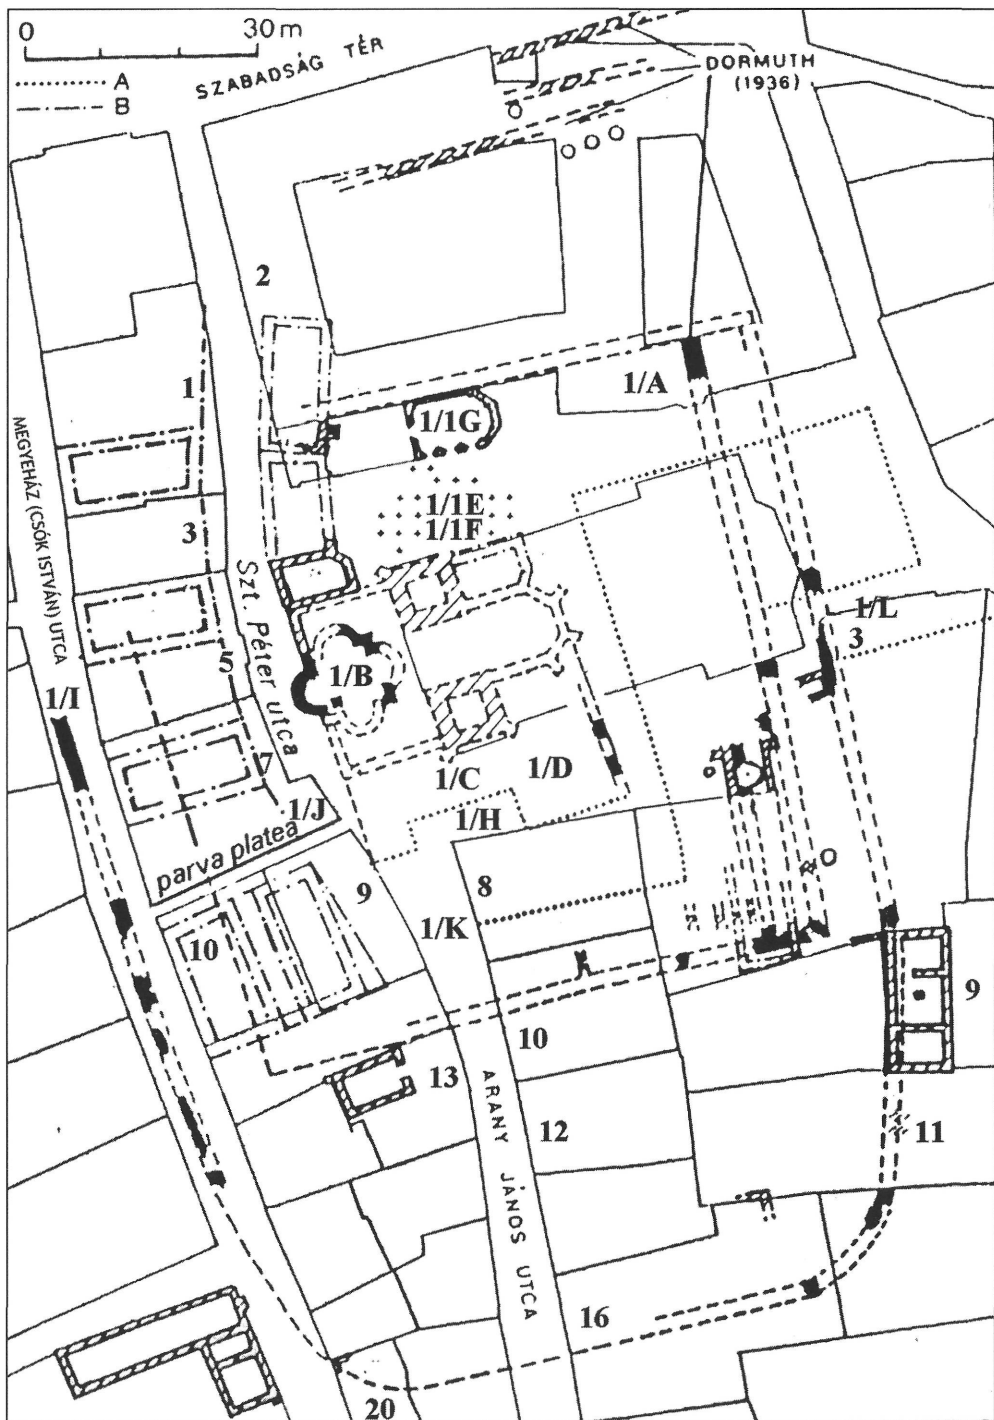 0 30 m
A
B
SZABADSÁG TÉR
DORMUTH
(1936)
2
1
1/A
1/1G
1/1E
1/1F
MEGYEHÁZ (CSÓK ISTVÁN) UTCA
3
Szt. Péter utca
1/L
3
5
1/B
1/I
7
1/C
1/D
1/J
1/H
parva platea
9
8
1/K
10
9
10
13
ARANY JÁNOS UTCA
12
11
16
20